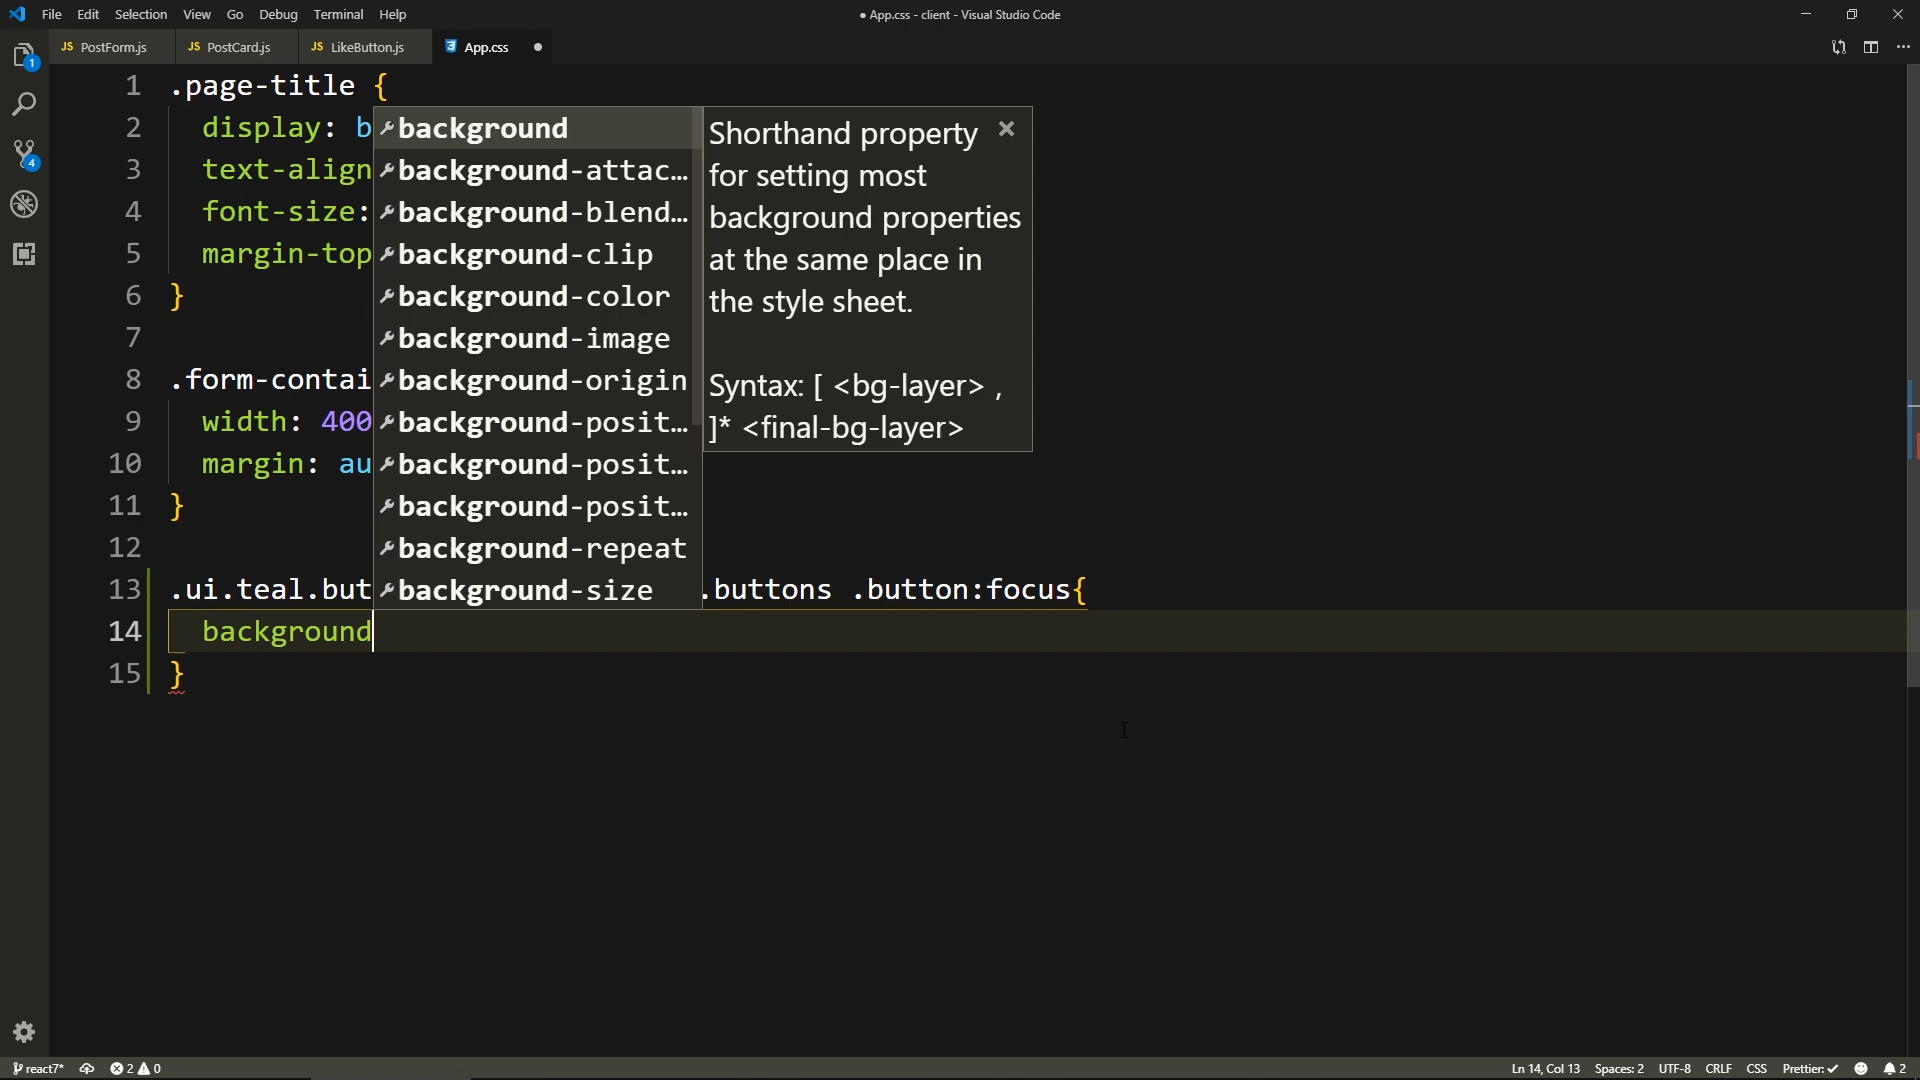 File Edit Selection View Go Debug Terminal Help
● App.css - client - Visual Studio Code
JS PostForm.js JS PostCard.js JS LikeButton.js App.css ●
1 .page-title {
2 display: b
3 text-align
4 font-size:
5 margin-top
6 }
7
8 .form-contai
9 width: 400
10 margin: au
11 }
12
13 .ui.teal.but .buttons .button:focus{
14 background
15 }
background
background-attac...
background-blend...
background-clip
background-color
background-image
background-origin
background-posit...
background-posit...
background-posit...
background-repeat
background-size
Shorthand property
for setting most
background properties
at the same place in
the style sheet.
Syntax: [ <bg-layer> ,
]* <final-bg-layer>
1
4
react7* 2 0 Ln 14, Col 13 Spaces: 2 UTF-8 CRLF CSS Prettier: ✓ 2